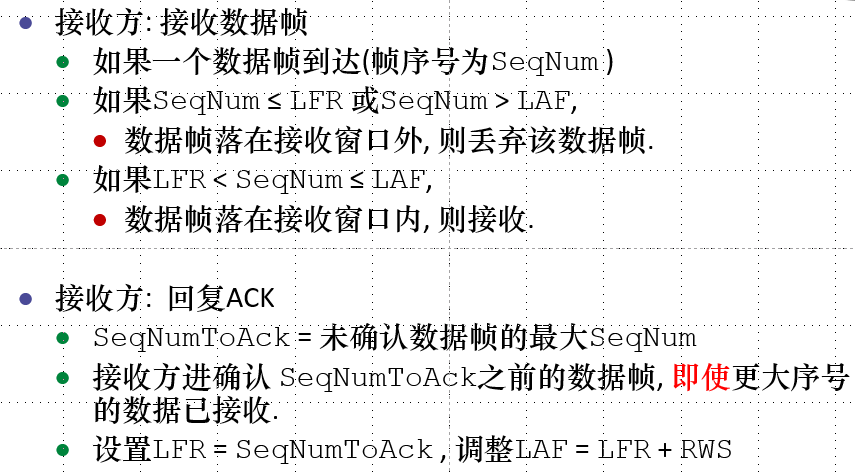 接收方: 接收数据帧
如果一个数据帧到达(帧序号为SeqNum )
如果SeqNum ≤ LFR 或SeqNum > LAF,
数据帧落在接收窗口外, 则丢弃该数据帧.
如果LFR < SeqNum ≤ LAF,
数据帧落在接收窗口内, 则接收.
接收方: 回复ACK
SeqNumToAck = 未确认数据帧的最大SeqNum
接收方进确认 SeqNumToAck之前的数据帧, 即使更大序号
的数据已接收.
设置LFR = SeqNumToAck , 调整LAF = LFR + RWS